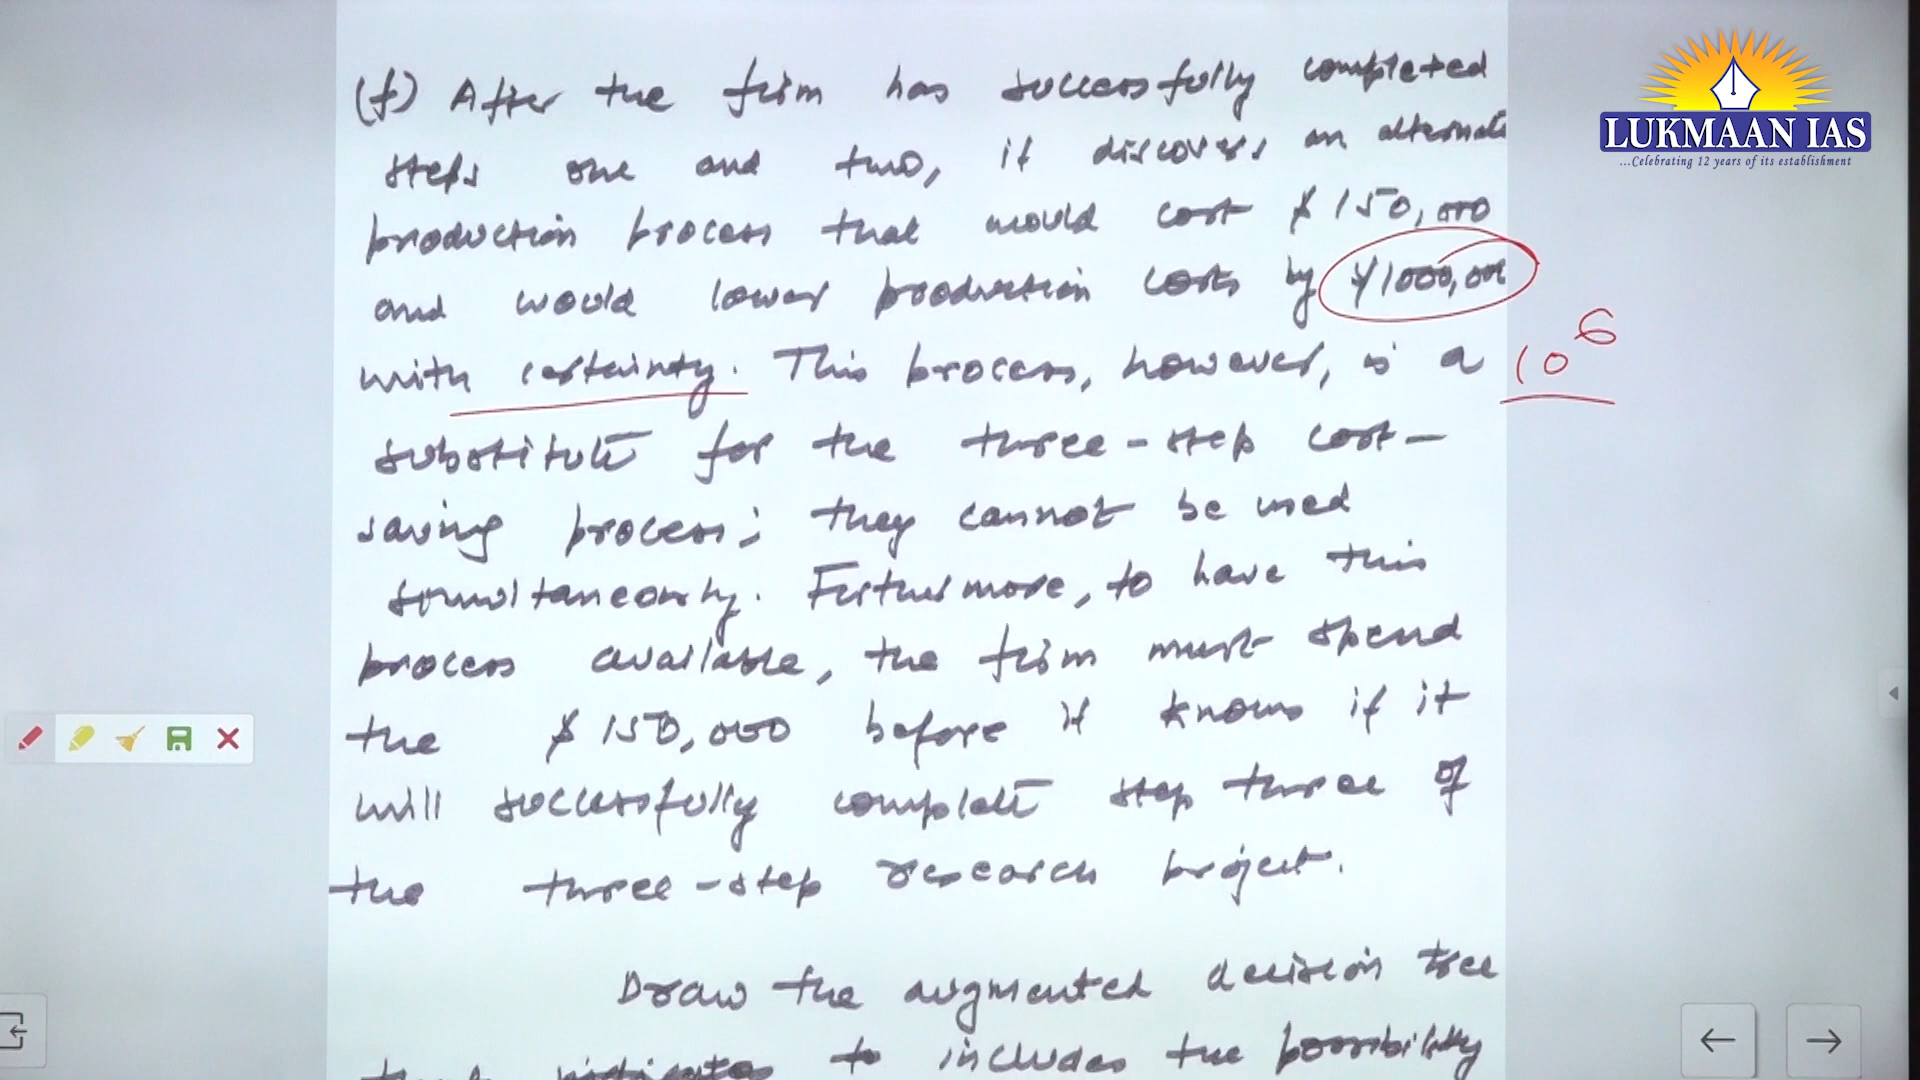 (f) After the firm has successfully completed
steps one and two, it discovers an alternate
production process that would cost $150,000
and would lower production costs by $1000,000
with certainty. This process, however, is a
10^6
substitute for the three-step cost-
saving process; they cannot be used
simultaneously. Furthermore, to have this
process available, the firm must spend
the $150,000 before it knows if it
will successfully complete step three of
the three-step research project.
Draw the augmented decision tree
to includes the possibility
LUKMAAN IAS
...Celebrating 12 years of its establishment